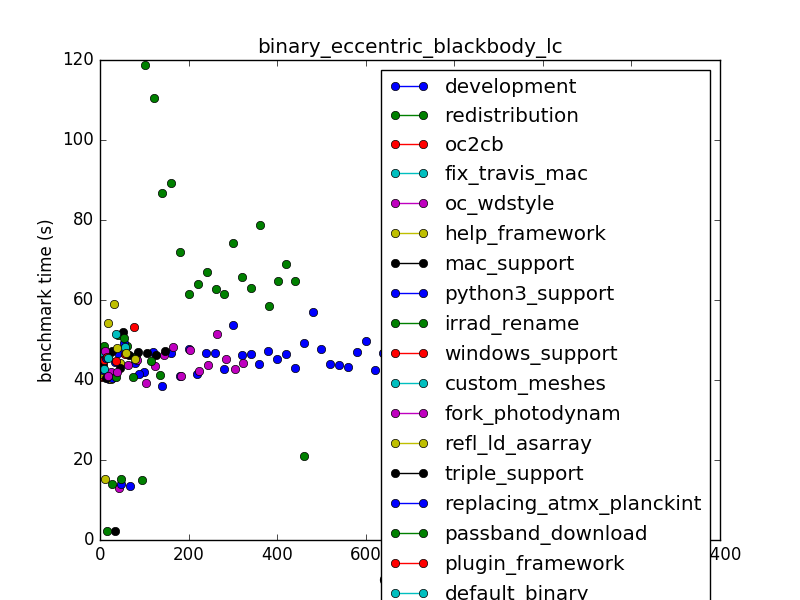 binary_eccentric_blackbody_lc
benchmark time (s)
120
100
80
60
40
20
0
0 200 400 600 400
development
redistribution
oc2cb
fix_travis_mac
oc_wdstyle
help_framework
mac_support
python3_support
irrad_rename
windows_support
custom_meshes
fork_photodynam
refl_ld_asarray
triple_support
replacing_atmx_planckint
passband_download
plugin_framework
default_binary